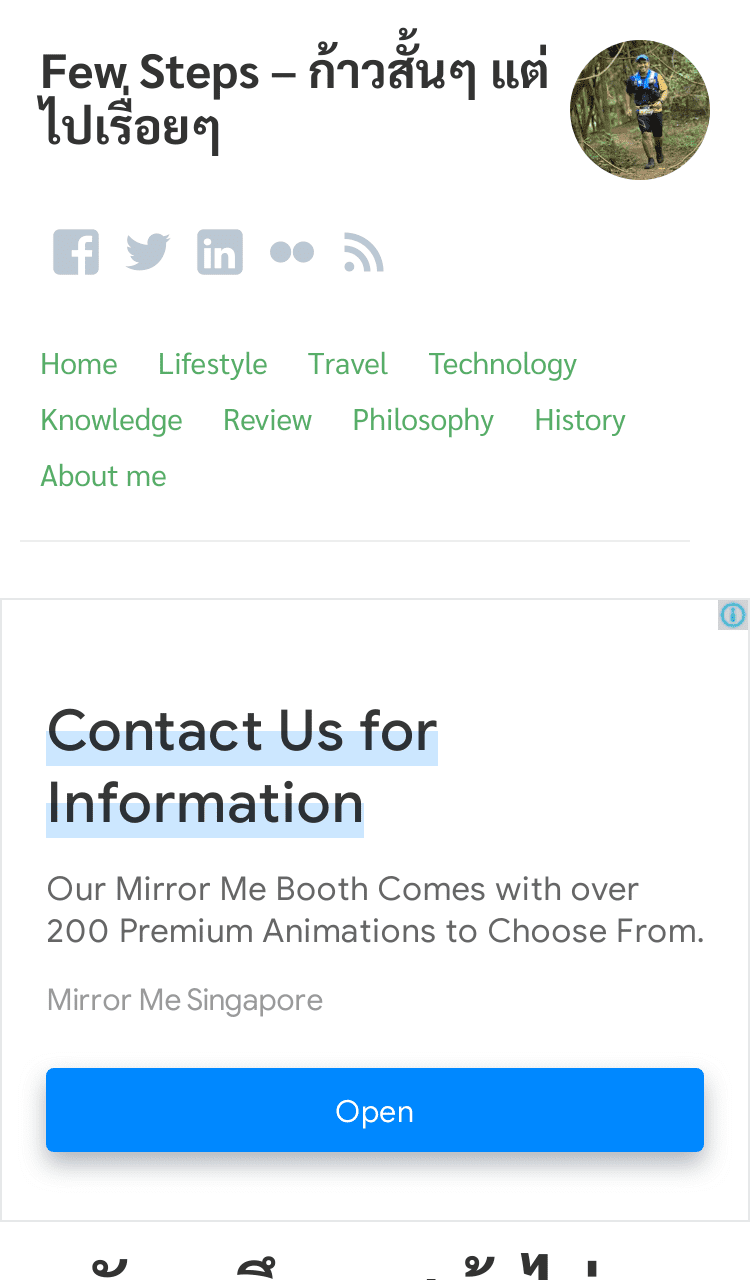 Few Steps – ก้าวสั้นๆ แต่
ไปเรื่อยๆ
Home Lifestyle Travel Technology
Knowledge Review Philosophy History
About me
Contact Us for
Information
Our Mirror Me Booth Comes with over
200 Premium Animations to Choose From.
Mirror Me Singapore
Open